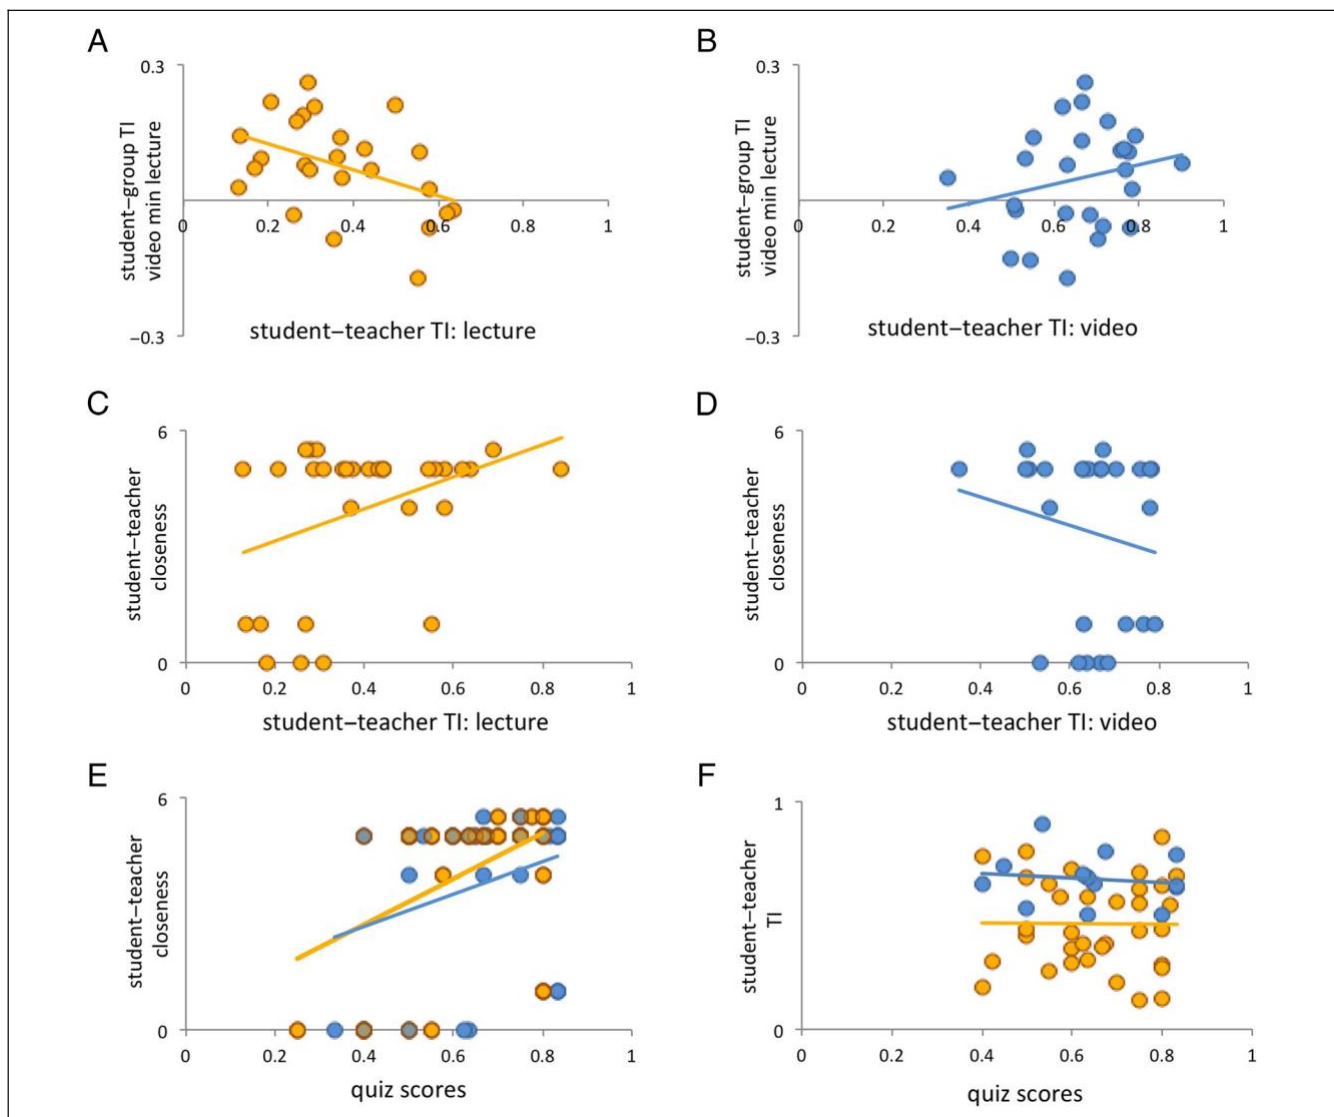 A
0.3
student–group TI
video min lecture
0
0.2
0.4
0.6
0.8
1
–0.3
student–teacher TI: lecture
B
0.3
student–group TI
video min lecture
0
0.2
0.4
0.6
0.8
1
–0.3
student–teacher TI: video
C
6
student–teacher
closeness
0
0
0.2
0.4
0.6
0.8
1
student–teacher TI: lecture
D
6
student–teacher
closeness
0
0
0.2
0.4
0.6
0.8
1
student–teacher TI: video
E
6
student–teacher
closeness
0
0
0.2
0.4
0.6
0.8
1
quiz scores
F
1
student–teacher
TI
0
0
0.2
0.4
0.6
0.8
1
quiz scores